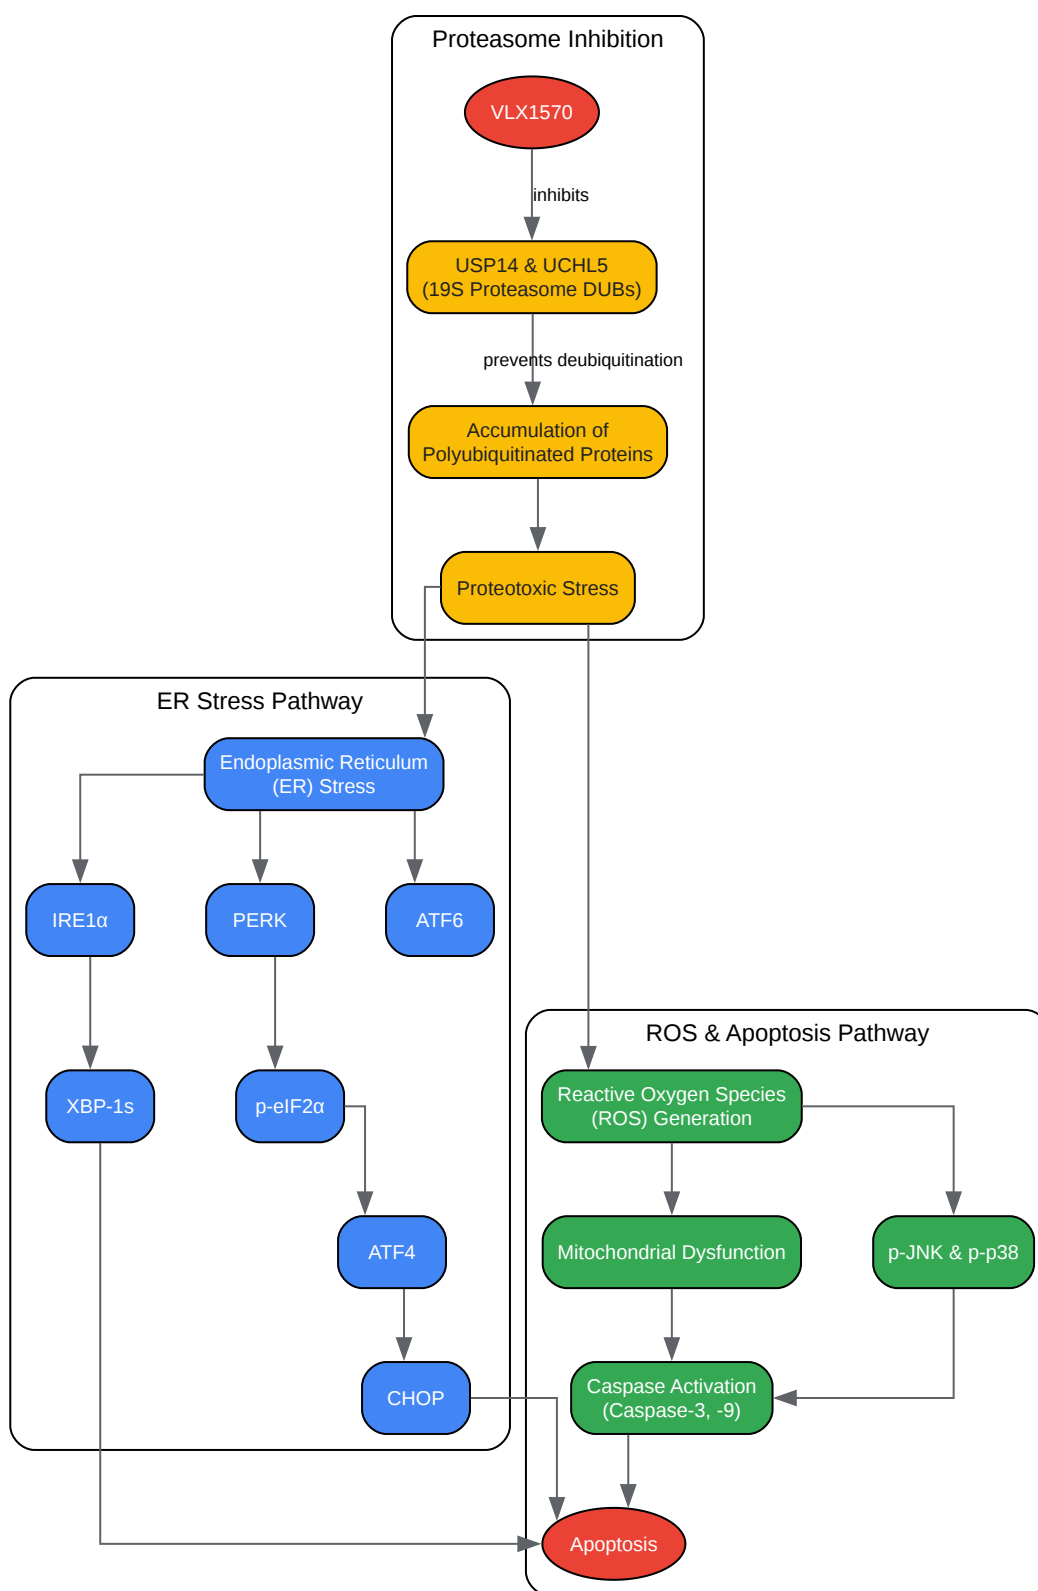 Proteasome Inhibition
VLX1570
inhibits
USP14 & UCHL5
(19S Proteasome DUBs)
prevents deubiquitination
Accumulation of
Polyubiquitinated Proteins
Proteotoxic Stress
ER Stress Pathway
Endoplasmic Reticulum
(ER) Stress
IRE1α
PERK
ATF6
XBP-1s
p-eIF2α
ATF4
CHOP
ROS & Apoptosis Pathway
Reactive Oxygen Species
(ROS) Generation
Mitochondrial Dysfunction
p-JNK & p-p38
Caspase Activation
(Caspase-3, -9)
Apoptosis